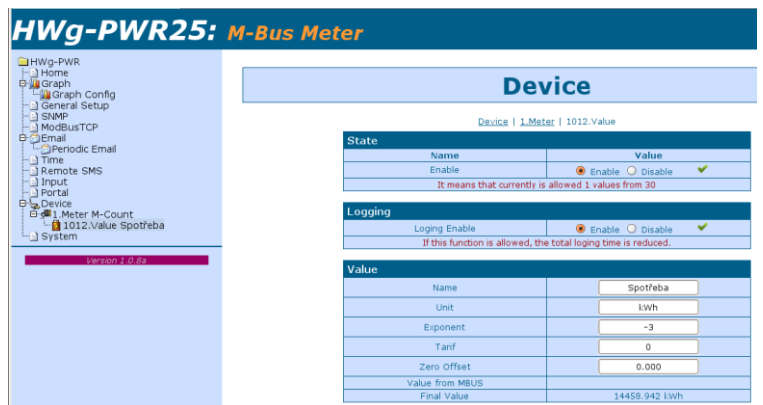 HWg-PWR25: M-Bus Meter
HWg-PWR
Home
Graph
Graph Config
General Setup
SNMP
ModBusTCP
Email
Periodic Email
Time
Remote SMS
Input
Portal
Device
1.Meter M-Count
1012.Value Spotřeba
System
Version 1.0.8a
Device
Device | 1.Meter | 1012.Value
State
Name Value
Enable Enable Disable
It means that currently is allowed 1 values from 30
Logging
Loging Enable Enable Disable
If this function is allowed, the total loging time is reduced.
Value
Name Spotřeba
Unit kWh
Exponent -3
Tarif 0
Zero Offset 0.000
Value from MBUS
Final Value 14458.942 kWh